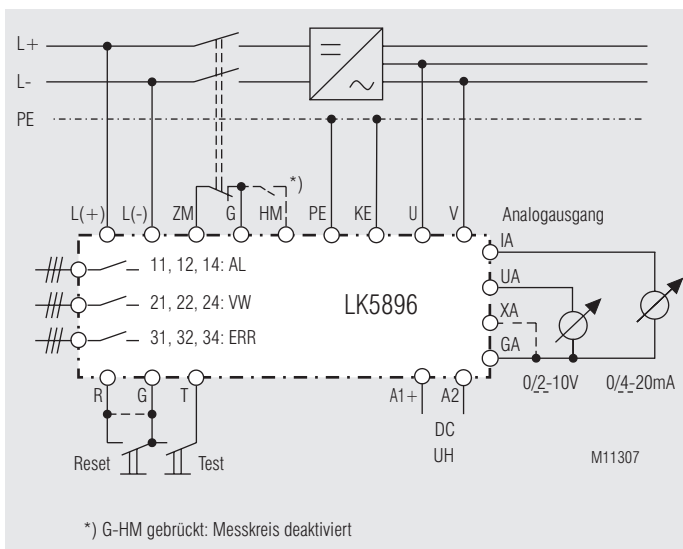 L+
L-
PE
*)
L(+) L(-) ZM G HM PE KE U V Analogausgang
IA
11, 12, 14: AL
UA
21, 22, 24: VW
LK5896
XA
31, 32, 34: ERR
GA
0/2-10V 0/4-20mA
R G T A1+ A2
DC
Reset Test UH M11307
*) G-HM gebrückt: Messkreis deaktiviert